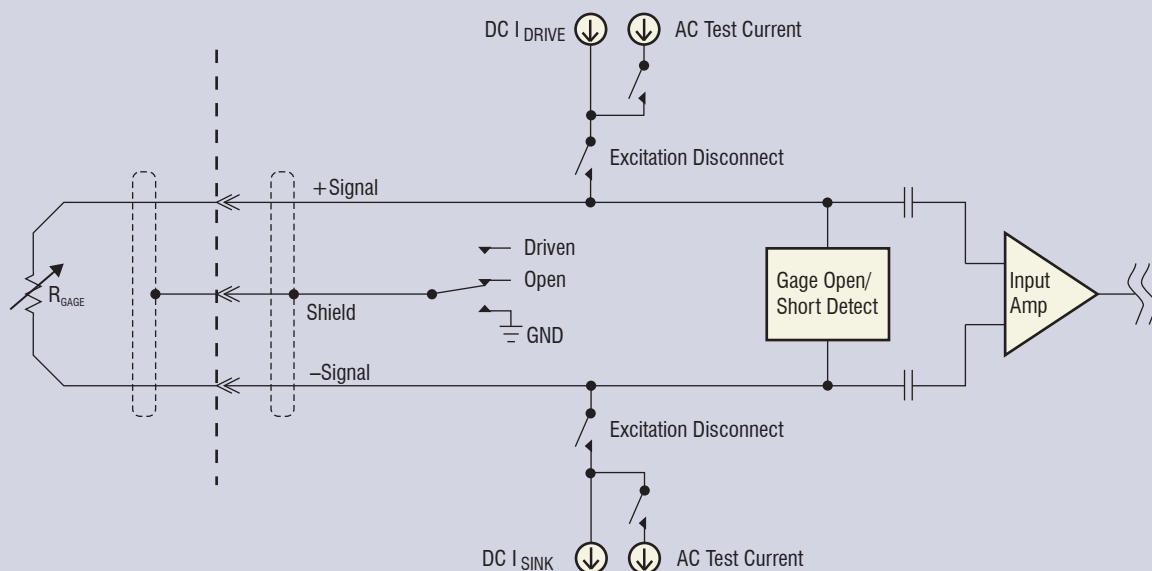 DC I DRIVE
AC Test Current
Excitation Disconnect
+Signal
Driven
Open
GND
Shield
R GAGE
Gage Open/
Short Detect
Input
Amp
–Signal
Excitation Disconnect
DC I SINK
AC Test Current